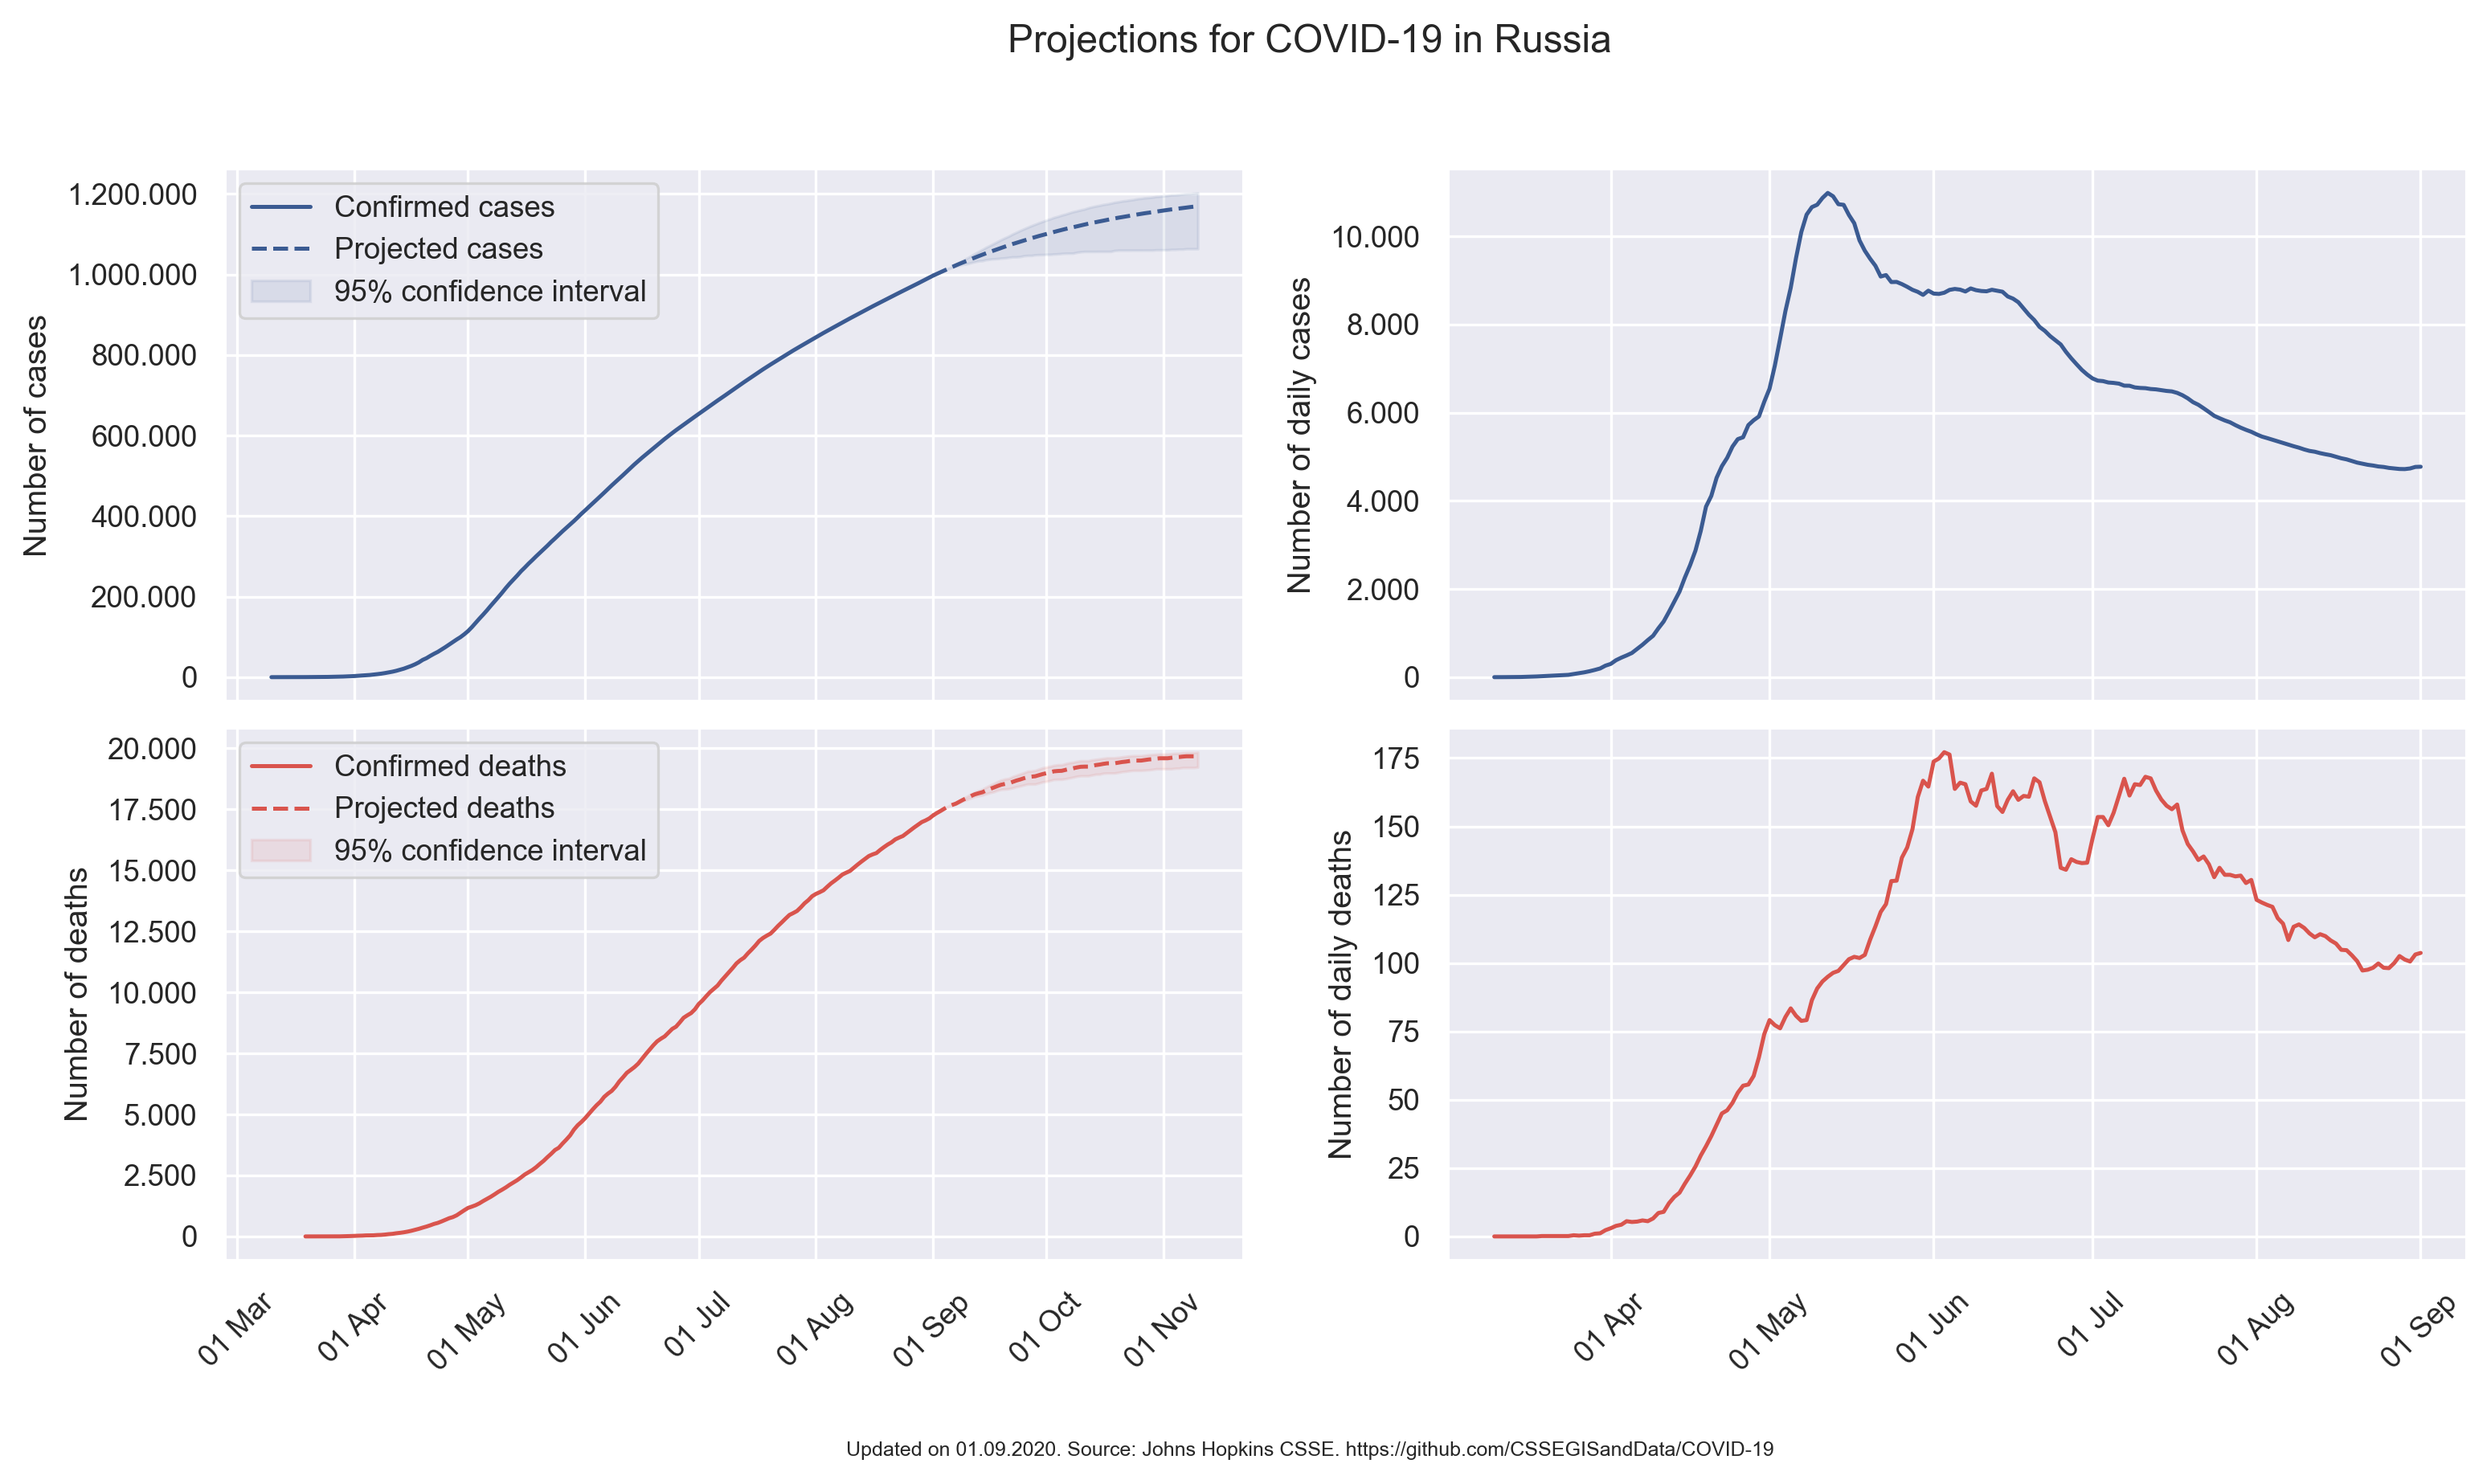 Projections for COVID-19 in Russia
Number of cases
1.200.000
1.000.000
800.000
600.000
400.000
200.000
0
Confirmed cases
Projected cases
95% confidence interval
Number of daily cases
10.000
8.000
6.000
4.000
2.000
0
Number of deaths
20.000
17.500
15.000
12.500
10.000
7.500
5.000
2.500
0
Confirmed deaths
Projected deaths
95% confidence interval
01 Mar
01 Apr
01 May
01 Jun
01 Jul
01 Aug
01 Sep
01 Oct
01 Nov
Number of daily deaths
175
150
125
100
75
50
25
0
01 Apr
01 May
01 Jun
01 Jul
01 Aug
01 Sep
Updated on 01.09.2020. Source: Johns Hopkins CSSE. https://github.com/CSSEGISandData/COVID-19